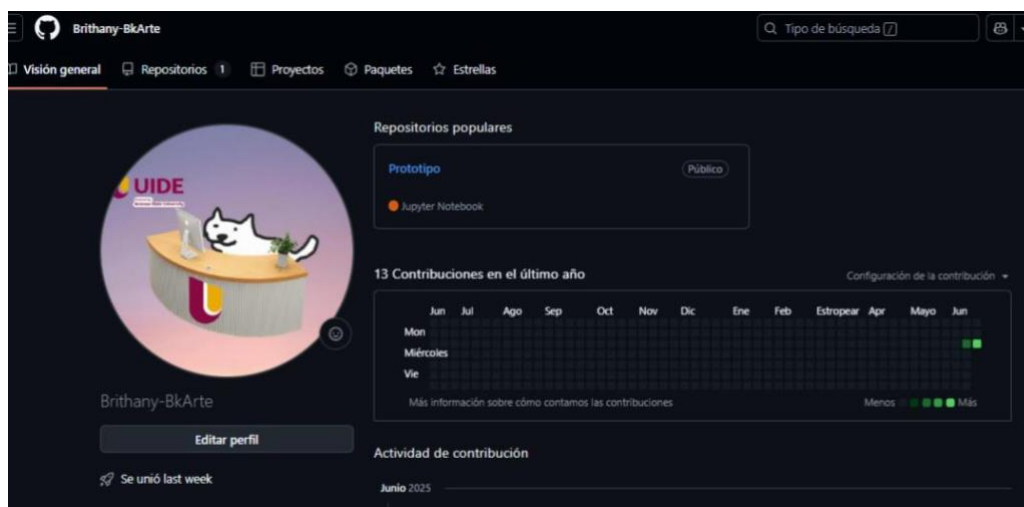 Brithany-BkArte
Tipo de búsqueda /
Visión general Repositorios 1 Proyectos Paquetes Estrellas
UIDE
Repositorios populares
Prototipo Público
Jupyter Notebook
13 Contribuciones en el último año
Configuración de la contribución
Jun Jul Ago Sep Oct Nov Dic Ene Feb Estropear Apr Mayo Jun
Mon
Miércoles
Vie
Más información sobre cómo contamos las contribuciones
Menos Más
Brithany-BkArte
Editar perfil
Se unió last week
Actividad de contribución
Junio 2025